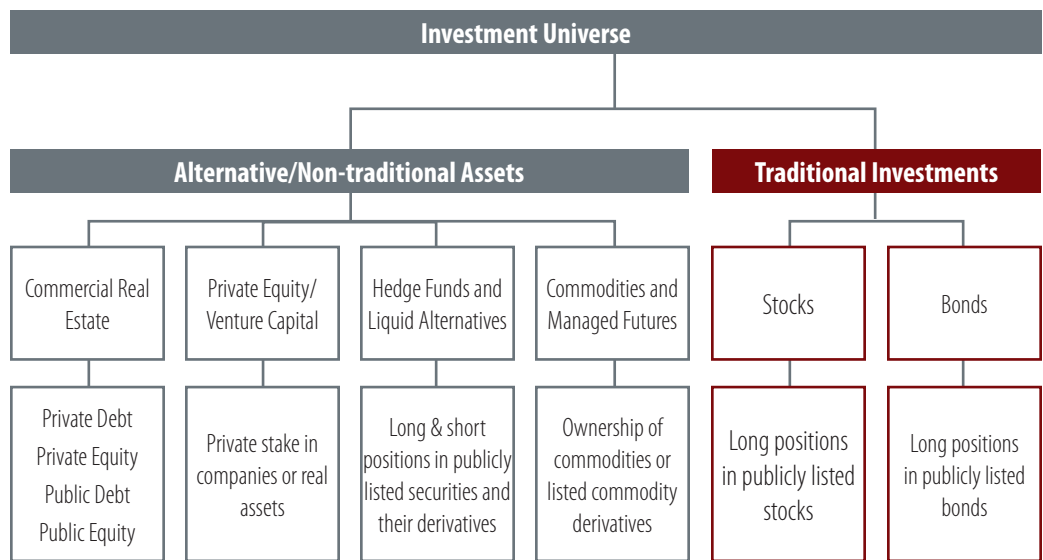 Investment Universe
Alternative/Non-traditional Assets
Traditional Investments
Commercial Real
Estate
Private Equity/
Venture Capital
Hedge Funds and
Liquid Alternatives
Commodities and
Managed Futures
Stocks
Bonds
Private Debt
Private Equity
Public Debt
Public Equity
Private stake in
companies or real
assets
Long & short
positions in publicly
listed securities and
their derivatives
Ownership of
commodities or
listed commodity
derivatives
Long positions
in publicly listed
stocks
Long positions
in publicly listed
bonds